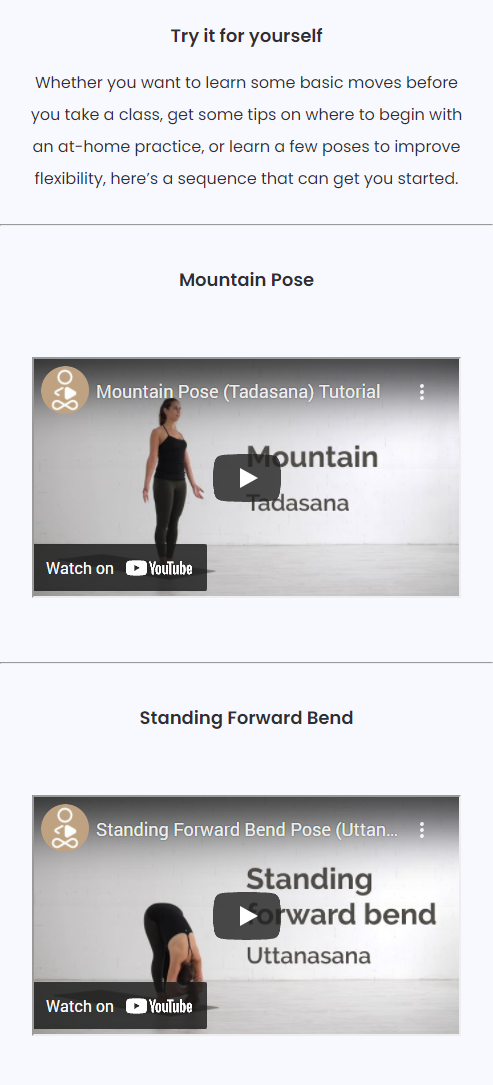 Try it for yourself
Whether you want to learn some basic moves before
you take a class, get some tips on where to begin with
an at-home practice, or learn a few poses to improve
flexibility, here’s a sequence that can get you started.
Mountain Pose
Mountain Pose (Tadasana) Tutorial
Mountain
Tadasana
Watch on YouTube
Standing Forward Bend
Standing Forward Bend Pose (Uttan...
Standing
forward bend
Uttanasana
Watch on YouTube